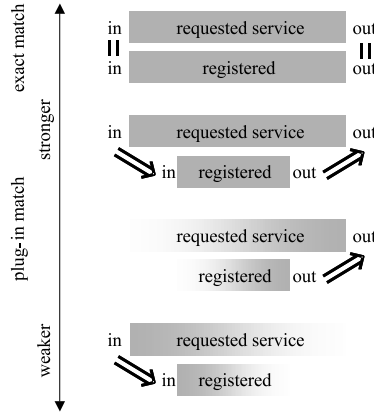 exact match
stronger
plug-in match
weaker
in requested service out
in registered out
in requested service out
in registered out
requested service out
registered out
in requested service
in registered